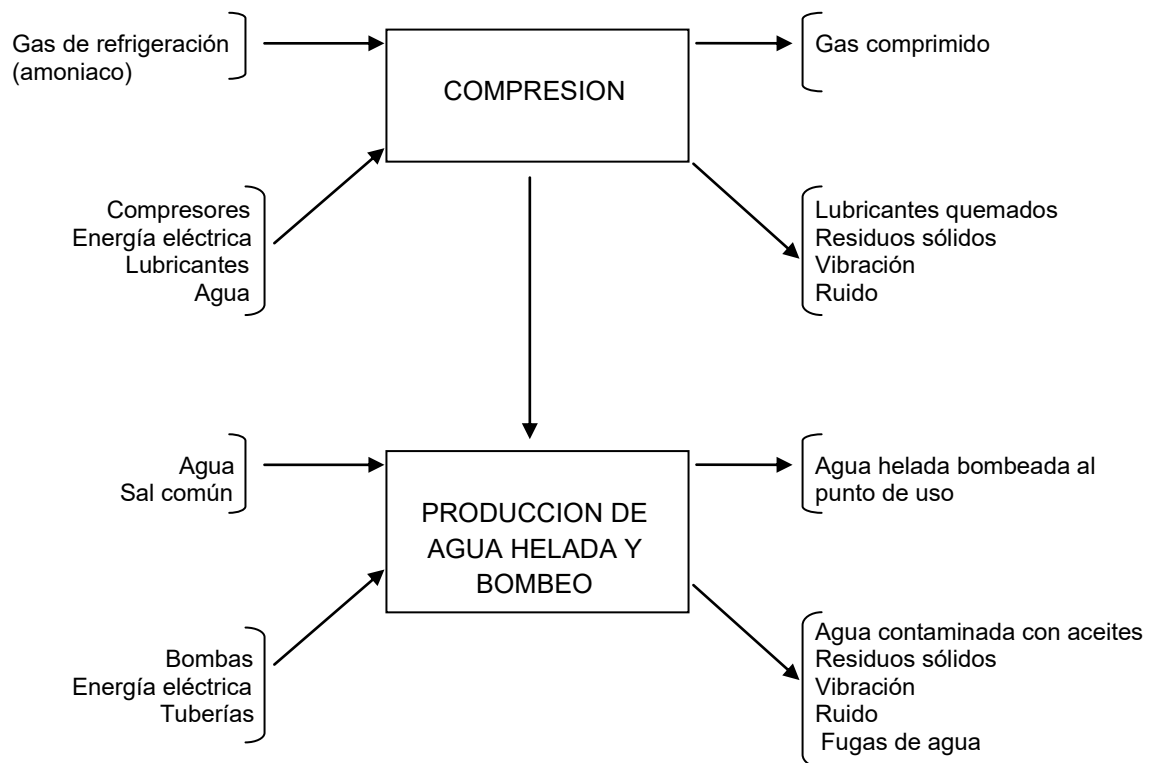 Gas de refrigeración
(amoniaco)
COMPRESION
Gas comprimido
Compresores
Energía eléctrica
Lubricantes
Agua
Lubricantes quemados
Residuos sólidos
Vibración
Ruido
Agua
Sal común
PRODUCCION DE
AGUA HELADA Y
BOMBEO
Agua helada bombeada al
punto de uso
Bombas
Energía eléctrica
Tuberías
Agua contaminada con aceites
Residuos sólidos
Vibración
Ruido
Fugas de agua